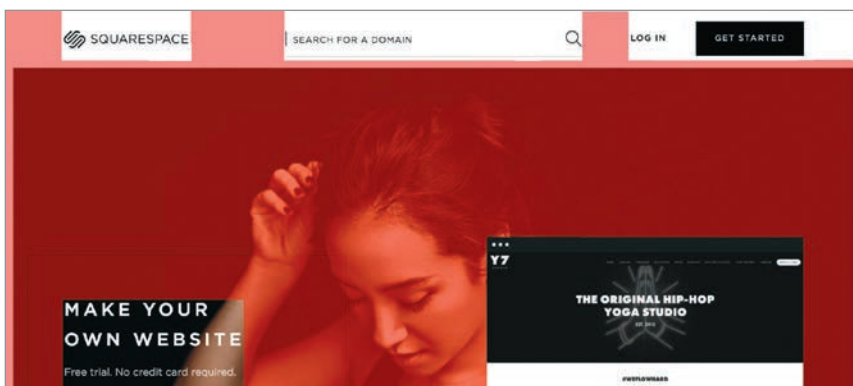 SQUARESPACE
SEARCH FOR A DOMAIN
LOG IN
GET STARTED
Y7
THE ORIGINAL HIP-HOP
YOGA STUDIO
MAKE YOUR
OWN WEBSITE
Free trial. No credit card required.